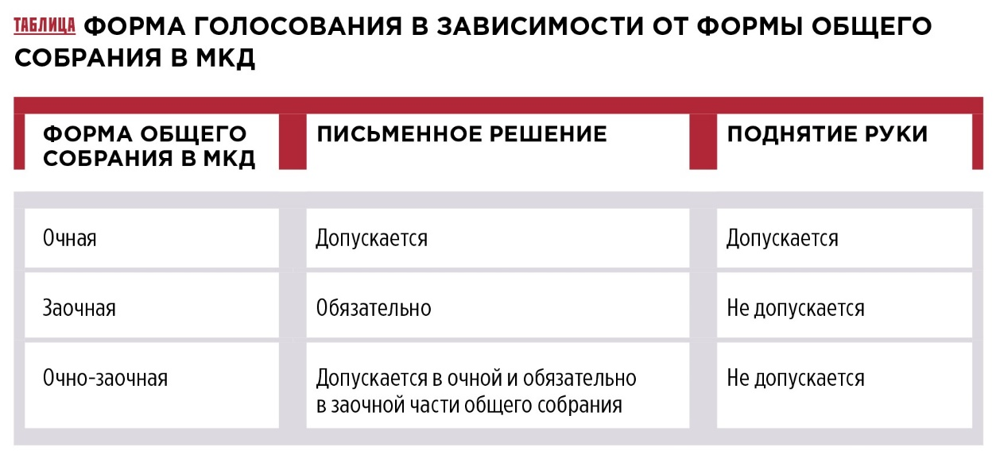 ТАБЛИЦА ФОРМА ГОЛОСОВАНИЯ В ЗАВИСИМОСТИ ОТ ФОРМЫ ОБЩЕГО
СОБРАНИЯ В МКД
ФОРМА ОБЩЕГО
СОБРАНИЯ В МКД
ПИСЬМЕННОЕ РЕШЕНИЕ
ПОДНЯТИЕ РУКИ
Очная
Допускается
Допускается
Заочная
Обязательно
Не допускается
Очно-заочная
Допускается в очной и обязательно
в заочной части общего собрания
Не допускается